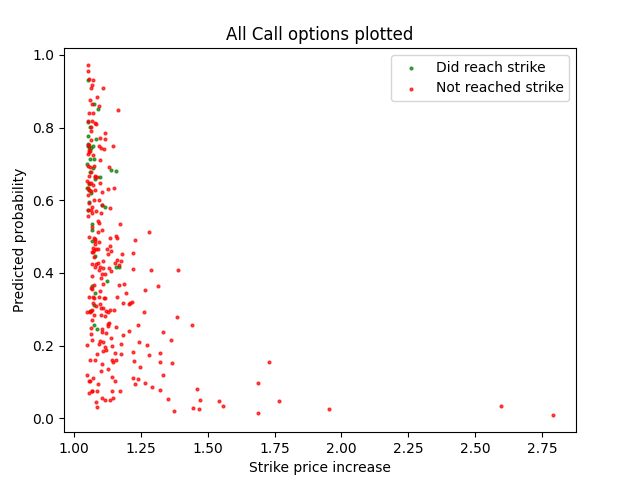 All Call options plotted
Did reach strike
Not reached strike
Predicted probability
1.0
0.8
0.6
0.4
0.2
0.0
1.00 1.25 1.50 1.75 2.00 2.25 2.50 2.75
Strike price increase